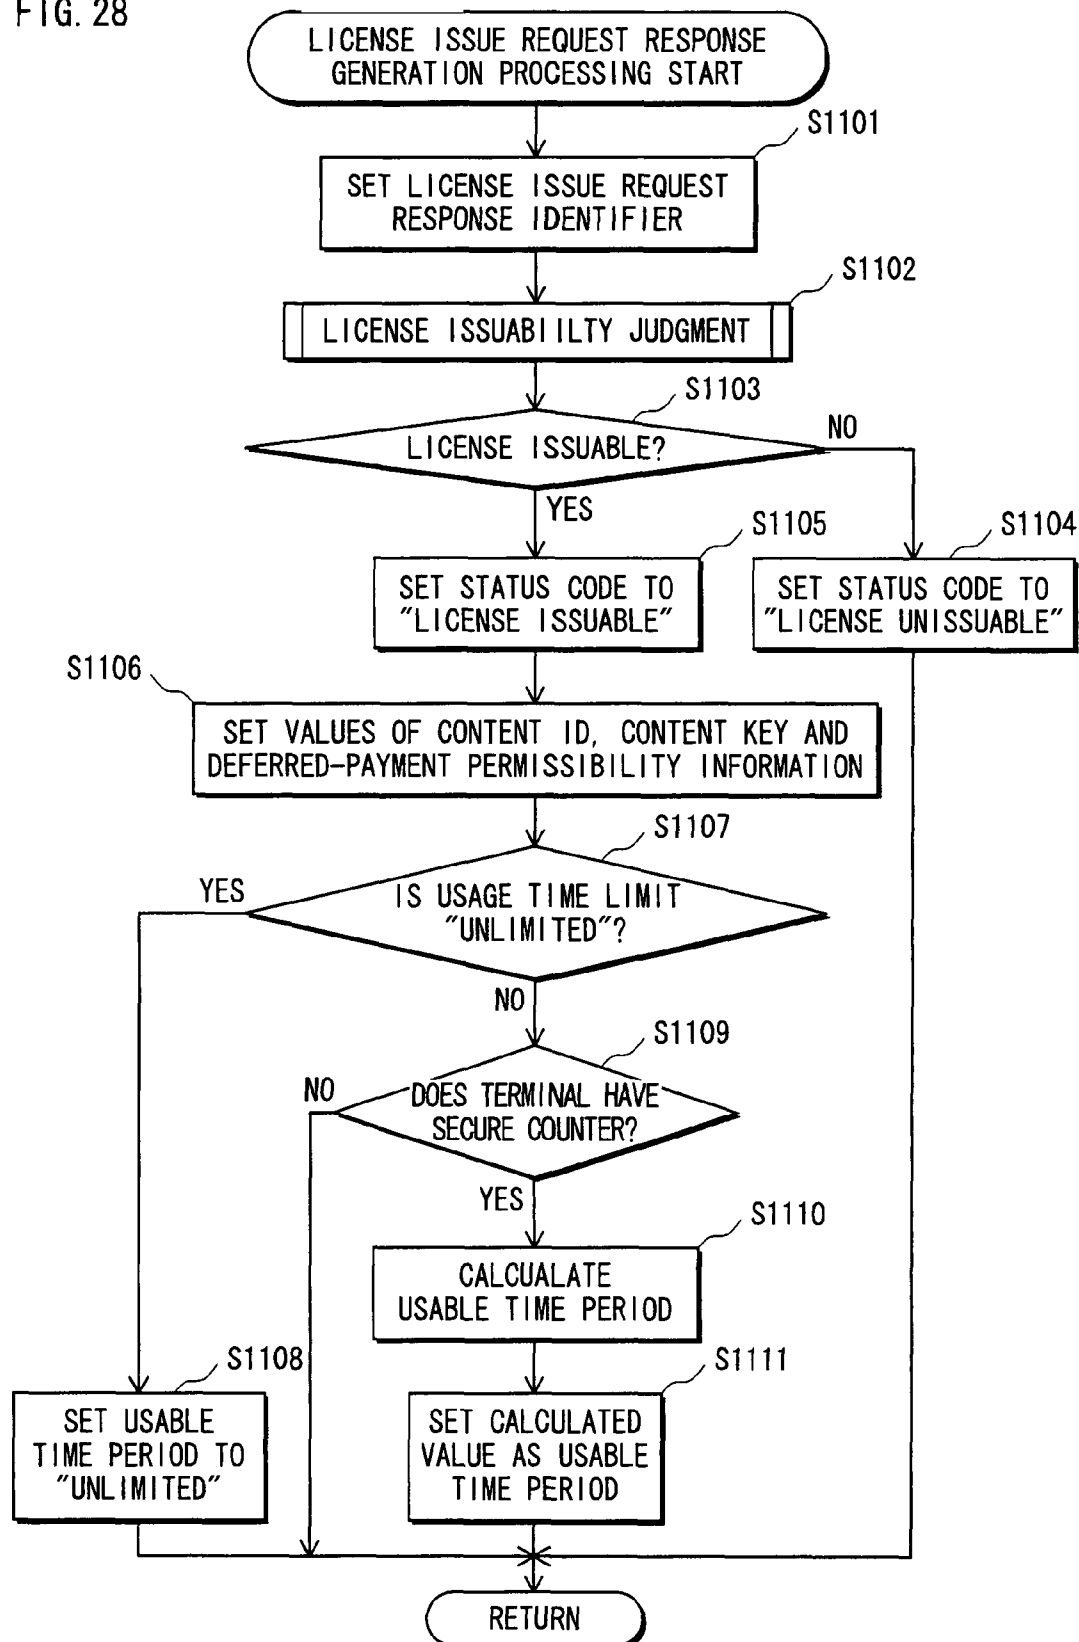 FIG. 28
LICENSE ISSUE REQUEST RESPONSE
GENERATION PROCESSING START
S1101
SET LICENSE ISSUE REQUEST
RESPONSE IDENTIFIER
S1102
LICENSE ISSUABIILTY JUDGMENT
S1103
LICENSE ISSUABLE?
NO
YES
S1105
S1104
SET STATUS CODE TO
"LICENSE ISSUABLE"
SET STATUS CODE TO
"LICENSE UNISSUABLE"
S1106
SET VALUES OF CONTENT ID, CONTENT KEY AND
DEFERRED-PAYMENT PERMISSIBILITY INFORMATION
S1107
YES
IS USAGE TIME LIMIT
"UNLIMITED"?
NO
S1109
NO
DOES TERMINAL HAVE
SECURE COUNTER?
YES
S1110
CALCUALATE
USABLE TIME PERIOD
S1108
S1111
SET USABLE
TIME PERIOD TO
"UNLIMITED"
SET CALCULATED
VALUE AS USABLE
TIME PERIOD
RETURN